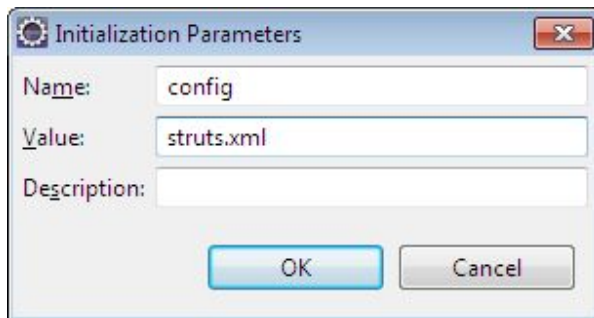 Initialization Parameters
Name: config
Value: struts.xml
Description:
OK Cancel